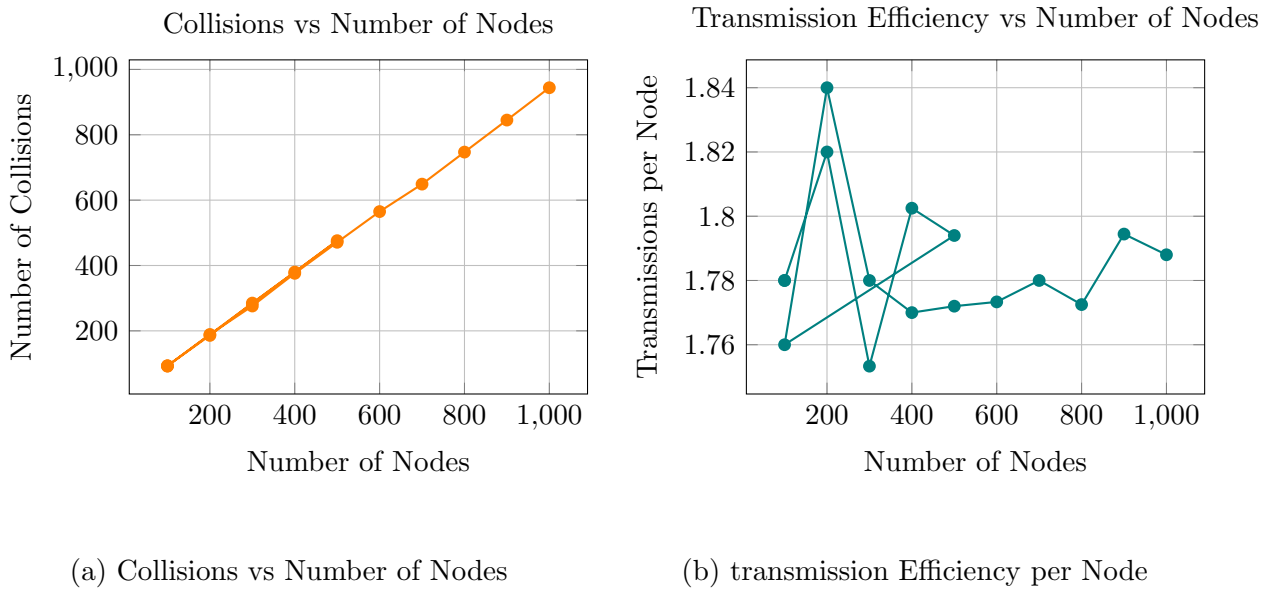 Collisions vs Number of Nodes
1,000
800
600
400
200
Number of Collisions
200 400 600 800 1,000
Number of Nodes
(a) Collisions vs Number of Nodes
Transmission Efficiency vs Number of Nodes
1.84
1.82
1.8
1.78
1.76
Transmissions per Node
200 400 600 800 1,000
Number of Nodes
(b) transmission Efficiency per Node